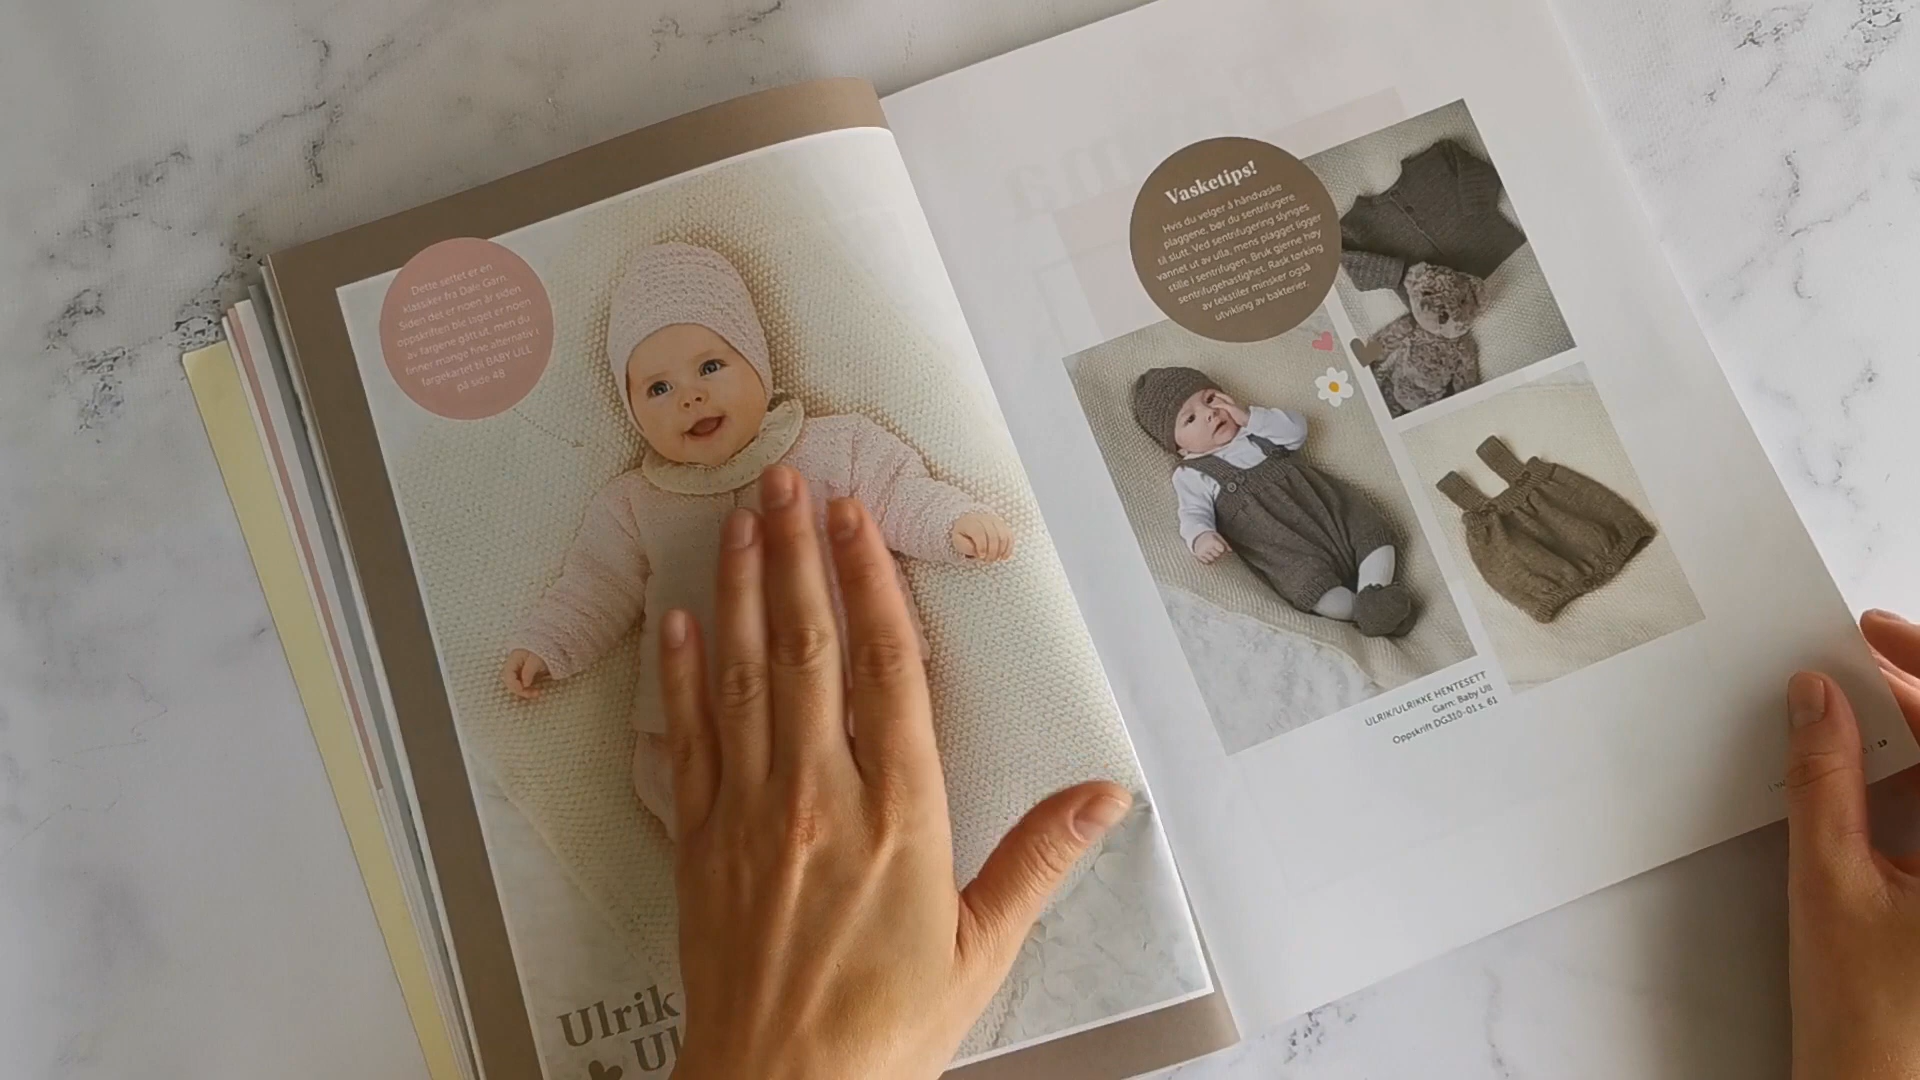 Dette settet er en
klassiker fra Dale Garn.
Siden det er noen år siden
oppskriften ble laget er noen
av fargene gått ut, men du
finner mange fine alternativ i
fargekartet til BABY ULL
på side 48
Ulrik
Ul
Vasketips!
Hvis du velger å håndvaske
plaggene, bør du sentrifugere
til slutt. Ved sentrifugering slynges
vannet ut av ulla, mens plagget ligger
stille i sentrifugen. Bruk gjerne høy
sentrifugehastighet. Rask tørking
av tekstiler minsker også
utvikling av bakterier.
ULRIK/ULRIKKE HENTESETT
Garn: Baby Ull
Oppskrift DG310-01 s. 61
| 19